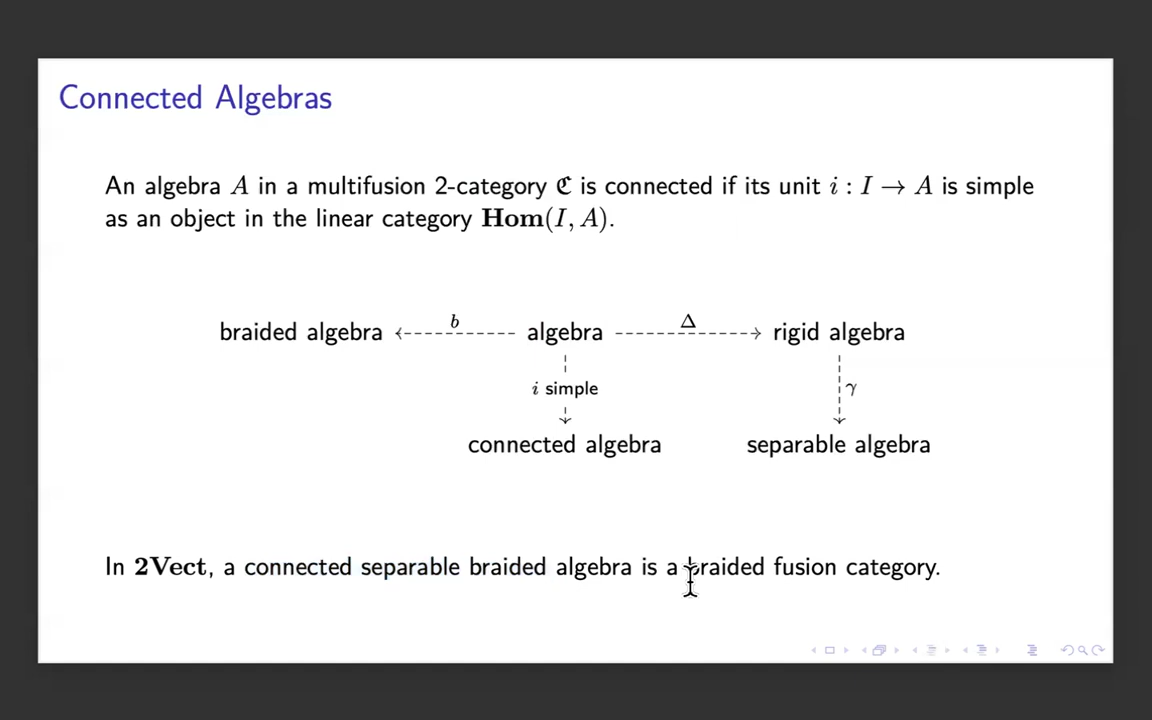 Connected Algebras
An algebra A in a multifusion 2-category ℭ is connected if its unit i : I → A is simple
as an object in the linear category Hom(I, A).
b
Δ
braided algebra algebra rigid algebra
i simple
γ
connected algebra separable algebra
In 2Vect, a connected separable braided algebra is a braided fusion category.